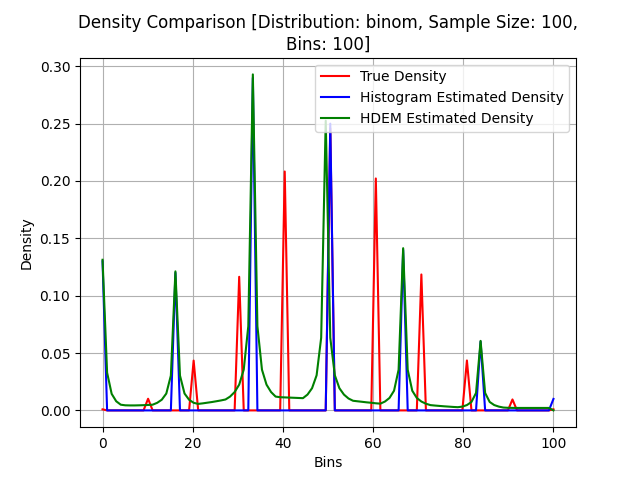 Density Comparison [Distribution: binom, Sample Size: 100,
Bins: 100]
True Density
Histogram Estimated Density
HDEM Estimated Density
Density
0.30
0.25
0.20
0.15
0.10
0.05
0.00
0 20 40 60 80 100
Bins